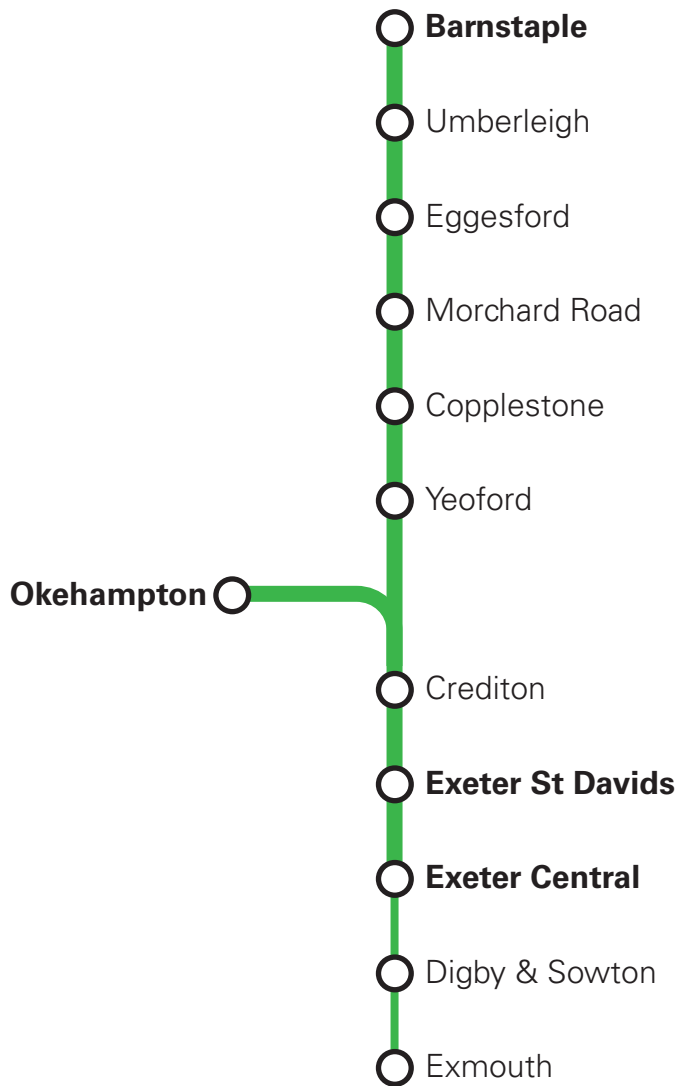 Barnstaple
Umberleigh
Eggesford
Morchard Road
Copplestone
Yeoford
Okehampton
Crediton
Exeter St Davids
Exeter Central
Digby & Sowton
Exmouth